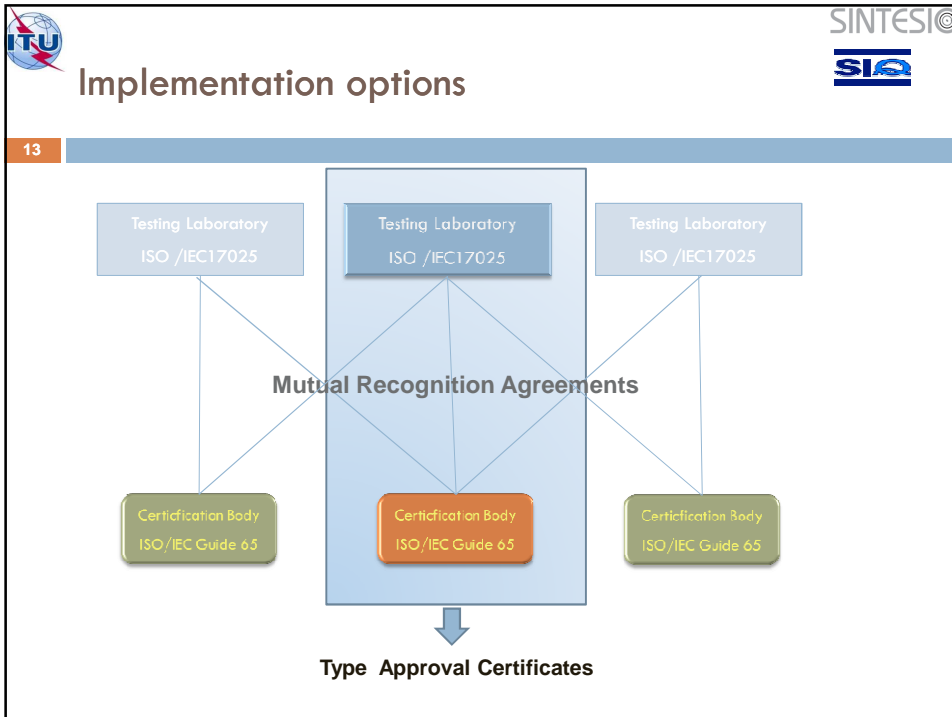 ITU
SINTESIO
SIQ
Implementation options
13
Testing Laboratory
ISO /IEC17025
Testing Laboratory
ISO /IEC17025
Testing Laboratory
ISO /IEC17025
Mutual Recognition Agreements
Certicfication Body
ISO/IEC Guide 65
Certicfication Body
ISO/IEC Guide 65
Certicfication Body
ISO/IEC Guide 65
Type Approval Certificates